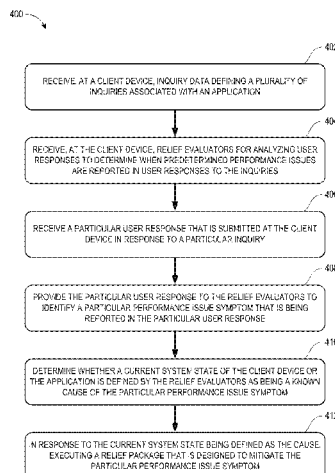 400
402
RECEIVE, AT A CLIENT DEVICE, INQUIRY DATA DEFINING A PLURALITY OF
INQUIRIES ASSOCIATED WITH AN APPLICATION
404
RECEIVE, AT THE CLIENT DEVICE, RELIEF EVALUATORS FOR ANALYZING USER
RESPONSES TO DETERMINE WHEN PREDETERMINED PERFORMANCE ISSUES
ARE REPORTED IN USER RESPONSES TO THE INQUIRIES
406
RECEIVE A PARTICULAR USER RESPONSE THAT IS SUBMITTED AT THE CLIENT
DEVICE IN RESPONSE TO A PARTICULAR INQUIRY
408
PROVIDE THE PARTICULAR USER RESPONSE TO THE RELIEF EVALUATORS TO
IDENTIFY A PARTICULAR PERFORMANCE ISSUE SYMPTOM THAT IS BEING
REPORTED IN THE PARTICULAR USER RESPONSE
410
DETERMINE WHETHER A CURRENT SYSTEM STATE OF THE CLIENT DEVICE OR
THE APPLICATION IS DEFINED BY THE RELIEF EVALUATORS AS BEING A KNOWN
CAUSE OF THE PARTICULAR PERFORMANCE ISSUE SYMPTOM
412
IN RESPONSE TO THE CURRENT SYSTEM STATE BEING DEFINED AS THE CAUSE,
EXECUTING A RELIEF PACKAGE THAT IS DESIGNED TO MITIGATE THE
PARTICULAR PERFORMANCE ISSUE SYMPTOM